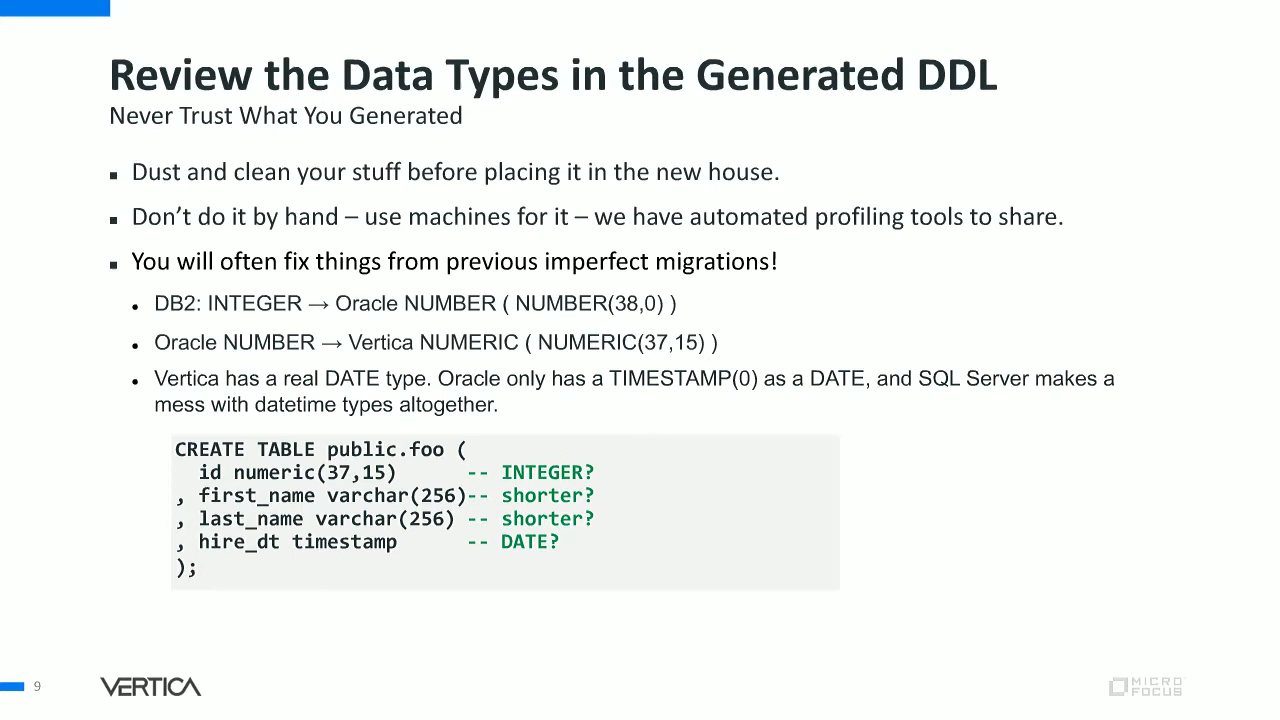 Review the Data Types in the Generated DDL
Never Trust What You Generated
▪ Dust and clean your stuff before placing it in the new house.
▪ Don’t do it by hand – use machines for it – we have automated profiling tools to share.
▪ You will often fix things from previous imperfect migrations!
• DB2: INTEGER → Oracle NUMBER ( NUMBER(38,0) )
• Oracle NUMBER → Vertica NUMERIC ( NUMERIC(37,15) )
• Vertica has a real DATE type. Oracle only has a TIMESTAMP(0) as a DATE, and SQL Server makes a
mess with datetime types altogether.
CREATE TABLE public.foo (
  id numeric(37,15)      -- INTEGER?
, first_name varchar(256)-- shorter?
, last_name varchar(256) -- shorter?
, hire_dt timestamp      -- DATE?
);
9
VERTICA
MICRO
FOCUS